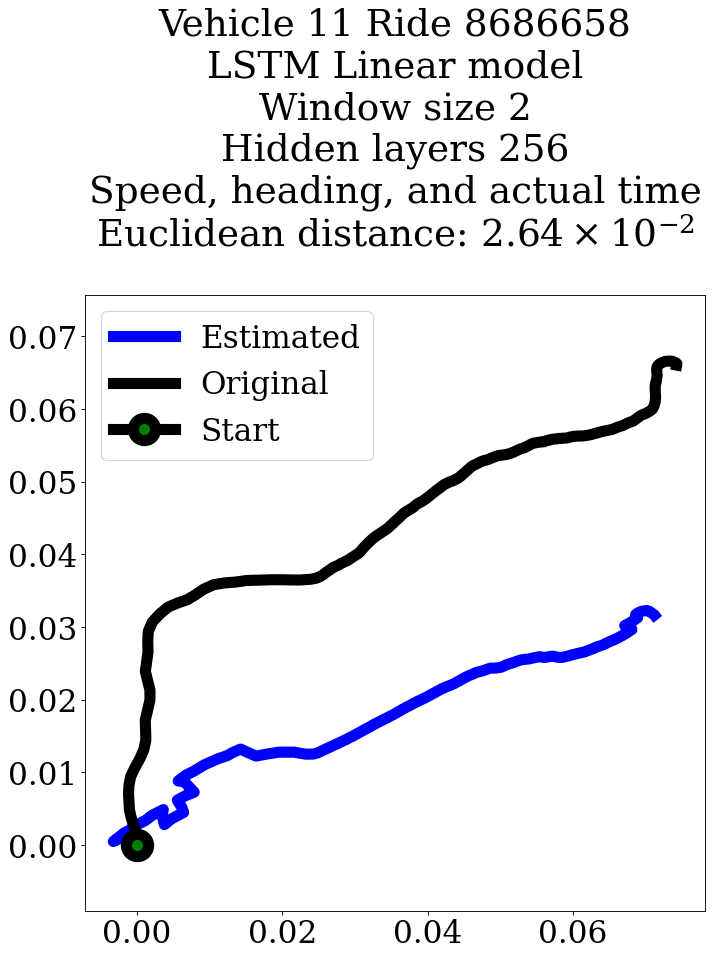 Vehicle 11 Ride 8686658
LSTM Linear model
Window size 2
Hidden layers 256
Speed, heading, and actual time
Euclidean distance: 2.64 × 10⁻²
Estimated
Original
Start
0.07
0.06
0.05
0.04
0.03
0.02
0.01
0.00
0.00 0.02 0.04 0.06